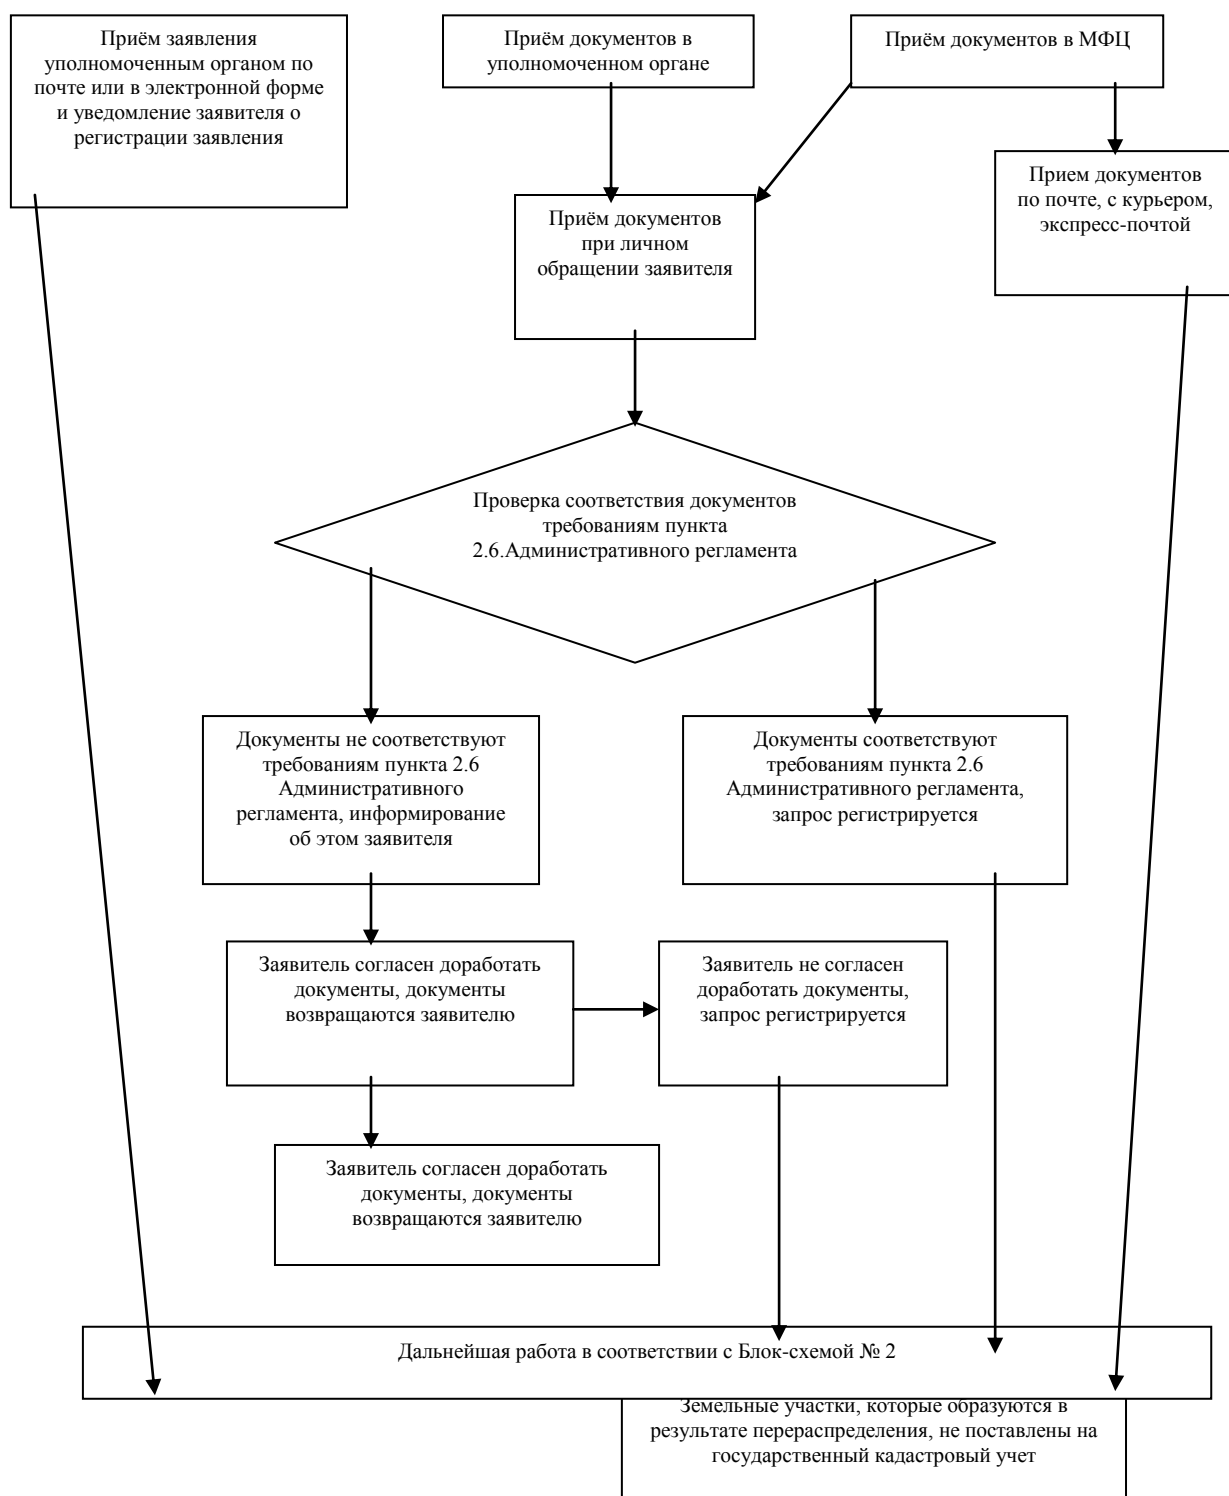 Приём заявления
уполномоченным органом по
почте или в электронной форме
и уведомление заявителя о
регистрации заявления
Приём документов в
уполномоченном органе
Приём документов в МФЦ
Прием документов
по почте, с курьером,
экспресс-почтой
Приём документов
при личном
обращении заявителя
Проверка соответствия документов
требованиям пункта
2.6.Административного регламента
Документы не соответствуют
требованиям пункта 2.6
Административного
регламента, информирование
об этом заявителя
Документы соответствуют
требованиям пункта 2.6
Административного регламента,
запрос регистрируется
Заявитель согласен доработать
документы, документы
возвращаются заявителю
Заявитель не согласен
доработать документы,
запрос регистрируется
Заявитель согласен доработать
документы, документы
возвращаются заявителю
Дальнейшая работа в соответствии с Блок-схемой № 2
Земельные участки, которые образуются в
результате перераспределения, не поставлены на
государственный кадастровый учет